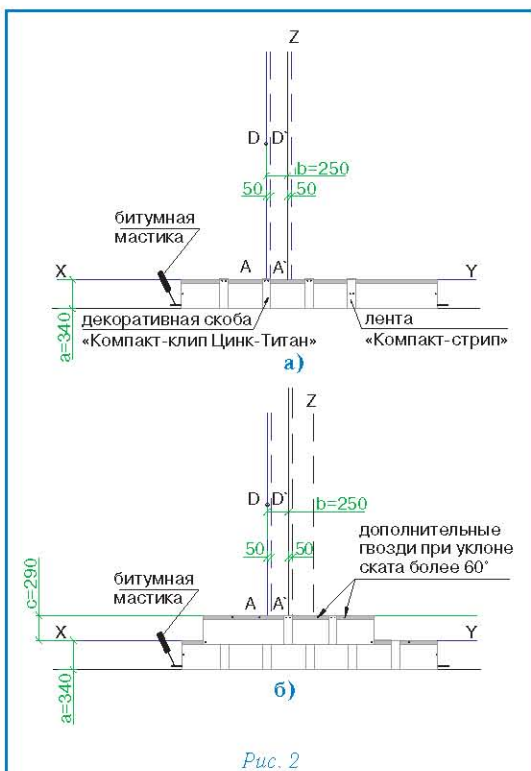 Z
D D`
b=250
50 50
битумная
мастика
X A A` Y
a=340
декоративная скоба
«Компакт-клип Цинк-Титан»
лента
«Компакт-стрип»
а)
Z
D D`
b=250
50 50
дополнительные
гвозди при уклоне
ската более 60°
битумная
мастика
c=290
A A`
X Y
a=340
б)
Рис. 2